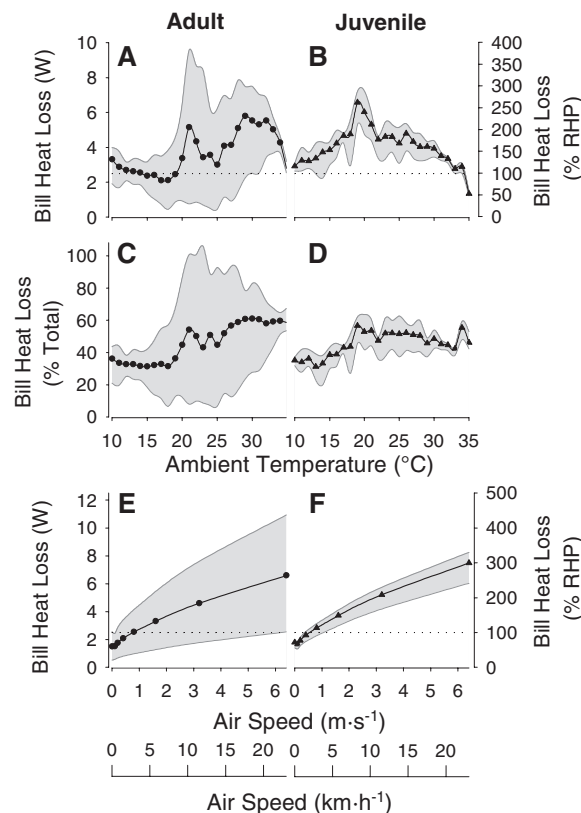 Adult
Juvenile
A
B
Bill Heat Loss (W)
10
8
6
4
2
0
400
350
300
250
200
150
100
50
0
Bill Heat Loss
(% RHP)
C
D
Bill Heat Loss
(% Total)
100
80
60
40
20
0
10 15 20 25 30 10 15 20 25 30 35
Ambient Temperature (°C)
E
F
Bill Heat Loss (W)
12
10
8
6
4
2
0
500
400
300
200
100
0
Bill Heat Loss
(% RHP)
0 1 2 3 4 5 6 0 1 2 3 4 5 6
Air Speed (m·s-1)
0 5 10 15 20 0 5 10 15 20
Air Speed (km·h-1)